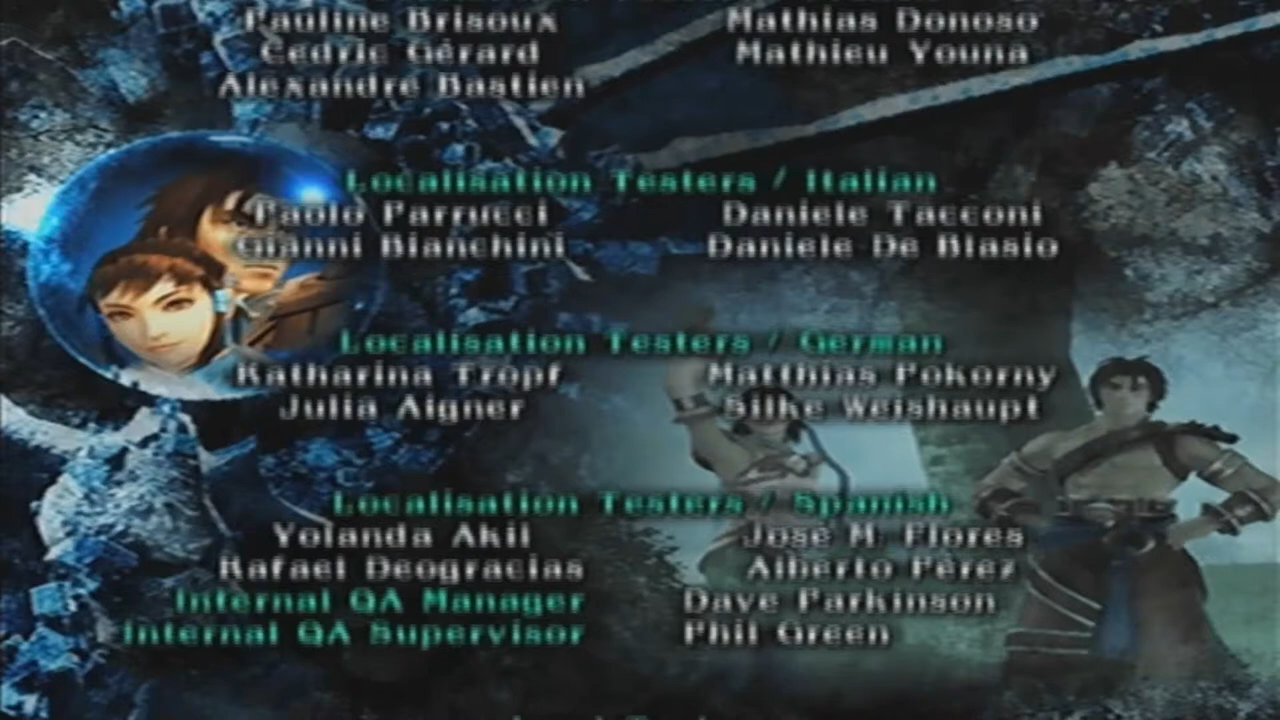 Pauline Brisoux Mathias Donoso
Cédric Gérard Mathieu Youna
Alexandre Bastien
Localisation Testers / Italian
Paolo Parrucci Daniele Tacconi
Gianni Bianchini Daniele De Blasio
Localisation Testers / German
Katharina Tropf Matthias Pokorny
Julia Aigner Silke Weishaupt
Localisation Testers / Spanish
Yolanda Akil José M. Flores
Rafael Deogracias Alberto Pérez
Internal QA Manager Dave Parkinson
Internal QA Supervisor Phil Green